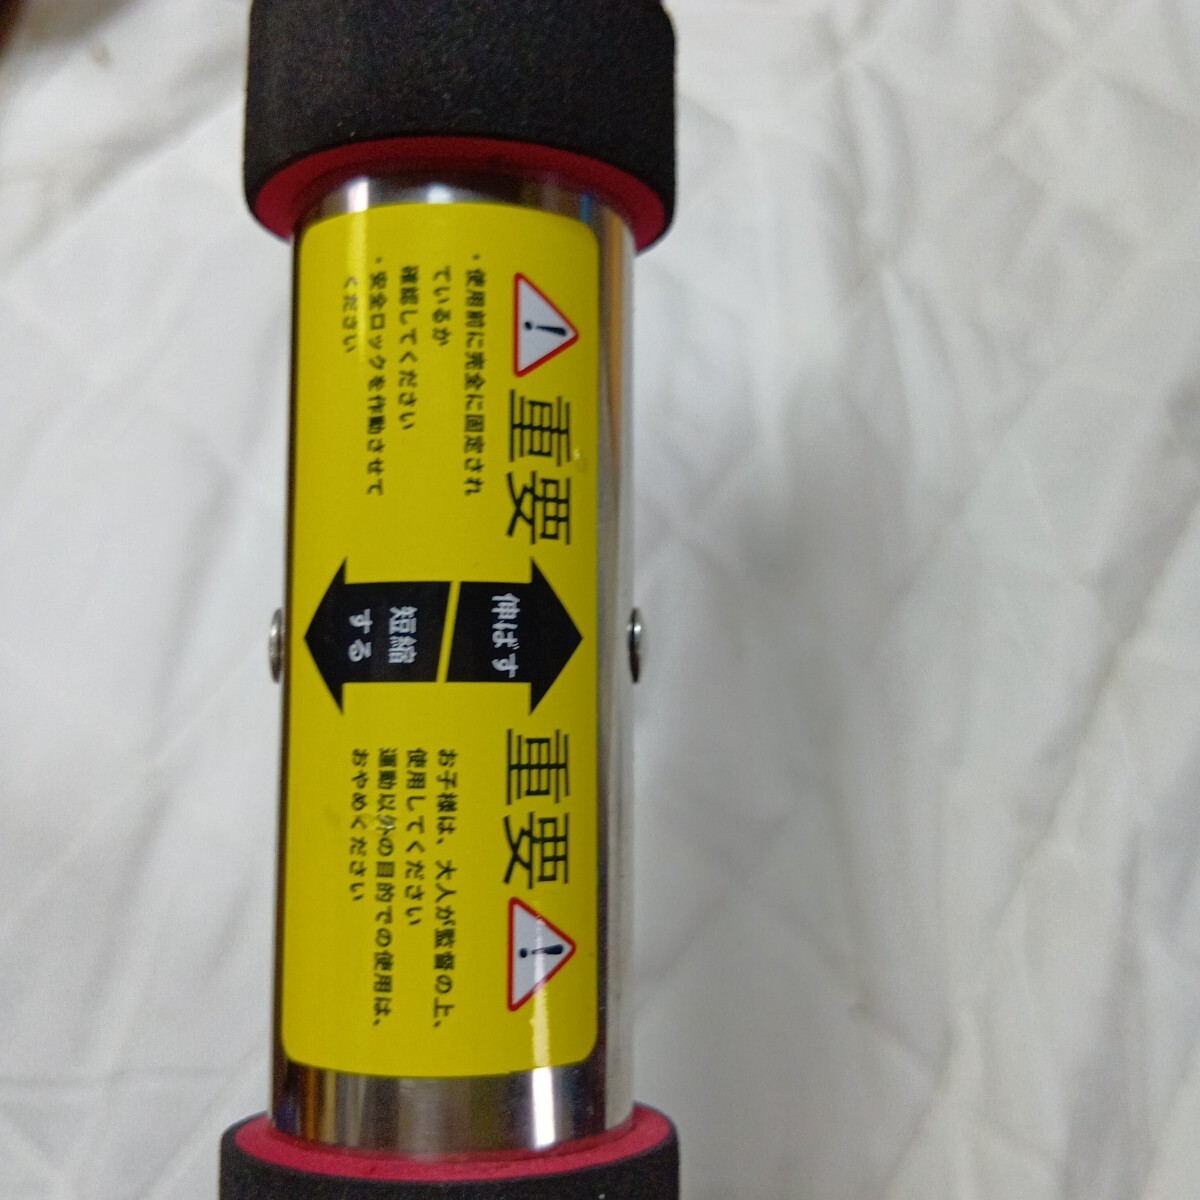 重要
・使用前に完全に固定され
ているか
確認してください
・安全ロックを作動させて
ください
伸ばす
短縮
する
重要
お子様は、大人が監督の上、
使用してください
運動以外の目的での使用は、
おやめください